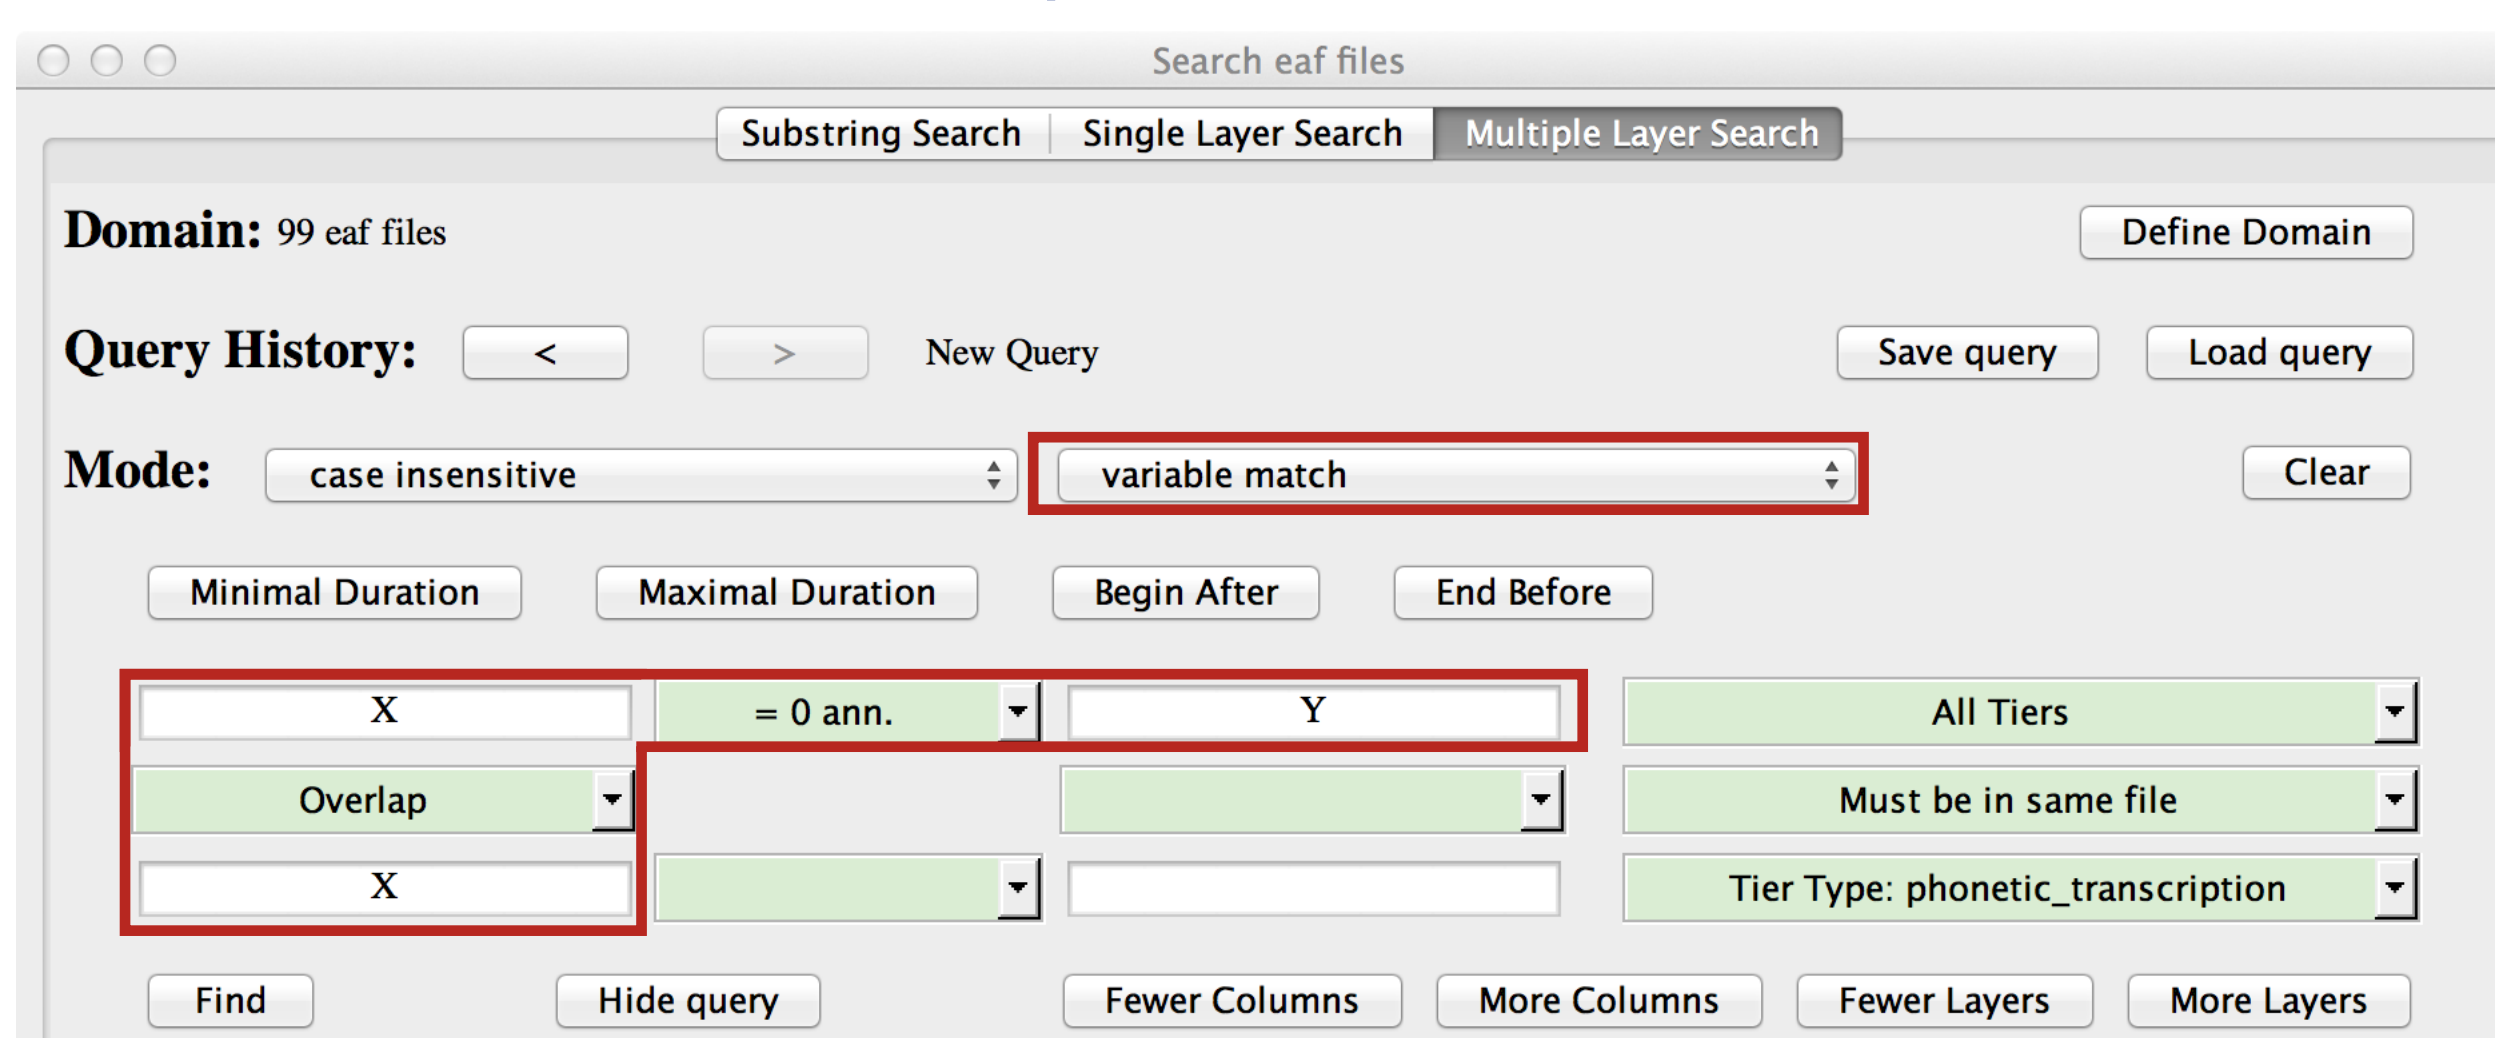 Search eaf files
Substring Search Single Layer Search Multiple Layer Search
Domain: 99 eaf files Define Domain
Query History: < > New Query Save query Load query
Mode: case insensitive variable match Clear
Minimal Duration Maximal Duration Begin After End Before
X = 0 ann. Y All Tiers
Overlap Must be in same file
X Tier Type: phonetic_transcription
Find Hide query Fewer Columns More Columns Fewer Layers More Layers